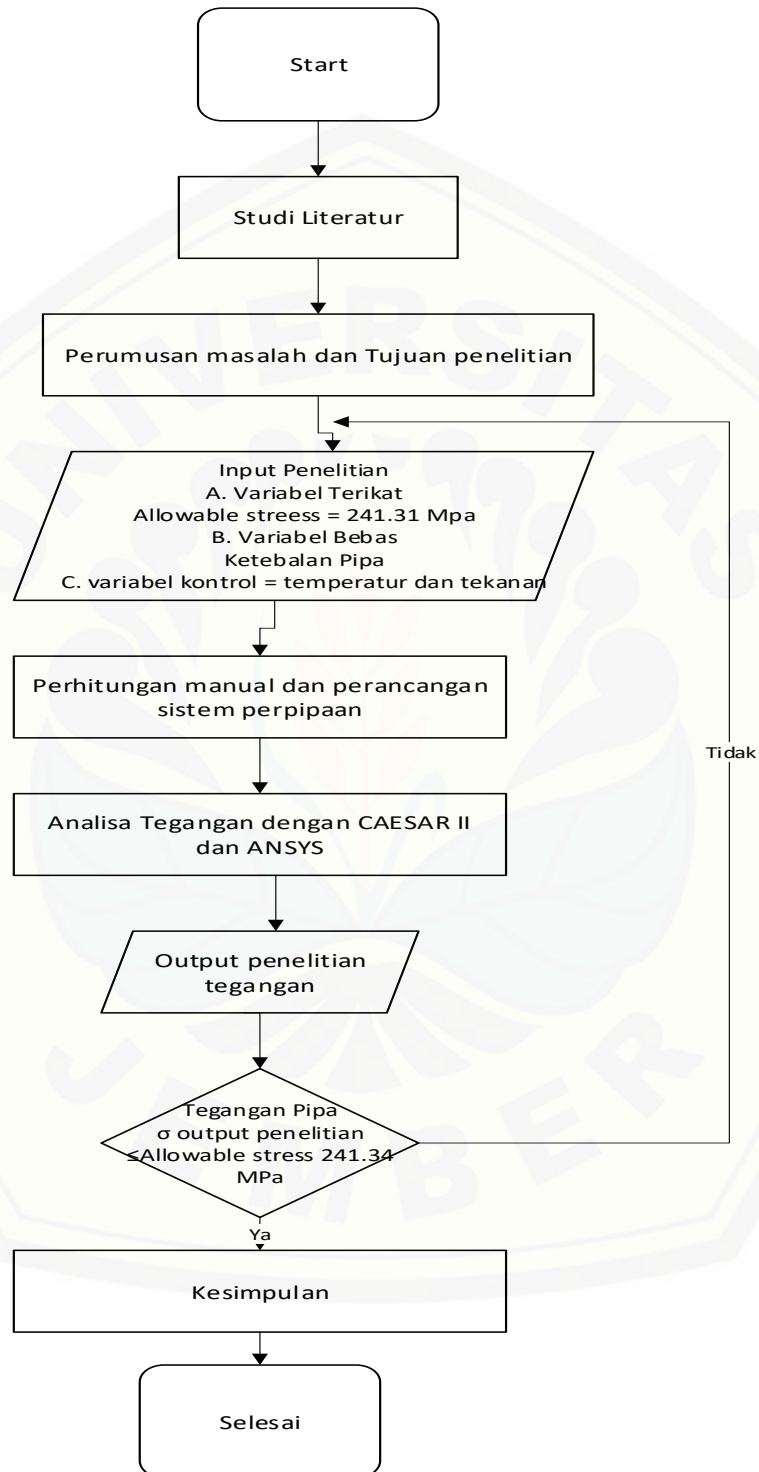 Start
Studi Literatur
Perumusan masalah dan Tujuan penelitian
Input Penelitian
A. Variabel Terikat
Allowable streess = 241.31 Mpa
B. Variabel Bebas
Ketebalan Pipa
C. variabel kontrol = temperatur dan tekanan
Perhitungan manual dan perancangan
sistem perpipaan
Tidak
Analisa Tegangan dengan CAESAR II
dan ANSYS
Output penelitian
tegangan
Tegangan Pipa
σ output penelitian
≤Allowable stress 241.34
MPa
Ya
Kesimpulan
Selesai
UNIVERSITAS
JEMBER